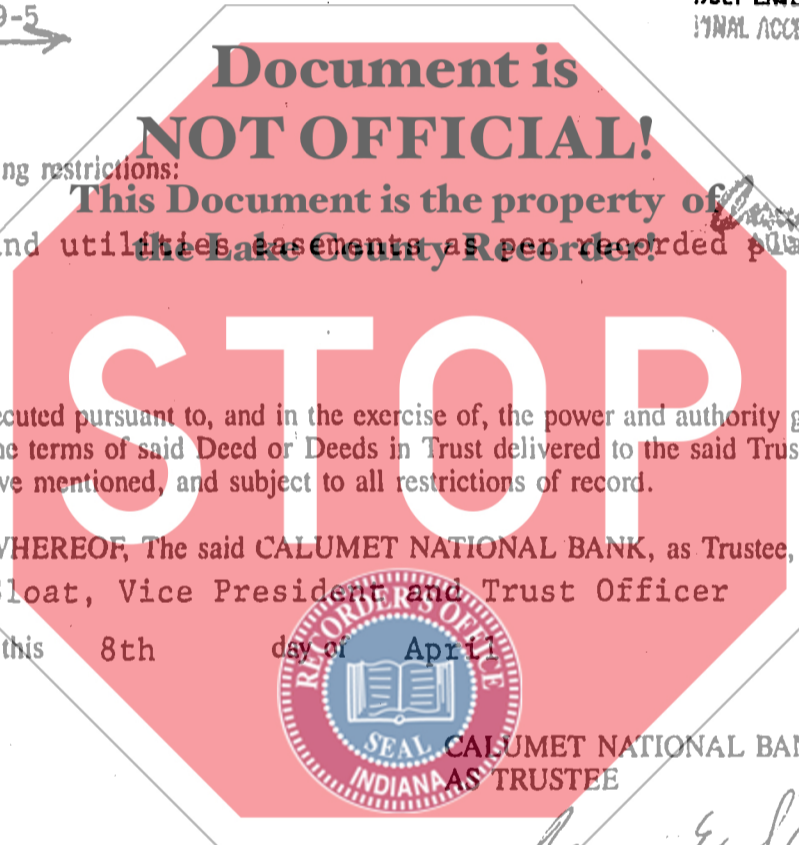 9-5
Document is
NOT OFFICIAL!
ng restrictions:
This Document is the property of
the Lake County Recorder!
nd utilities easements as per recorded pla
STOP
cuted pursuant to, and in the exercise of, the power and authority g
e terms of said Deed or Deeds in Trust delivered to the said Trus
ve mentioned, and subject to all restrictions of record.
WHEREOF, The said CALUMET NATIONAL BANK, as Trustee,
Sloat, Vice President and Trust Officer
this 8th day of April
RECORDER'S OFFICE
SEAL
INDIANA
CALUMET NATIONAL BAN
AS TRUSTEE